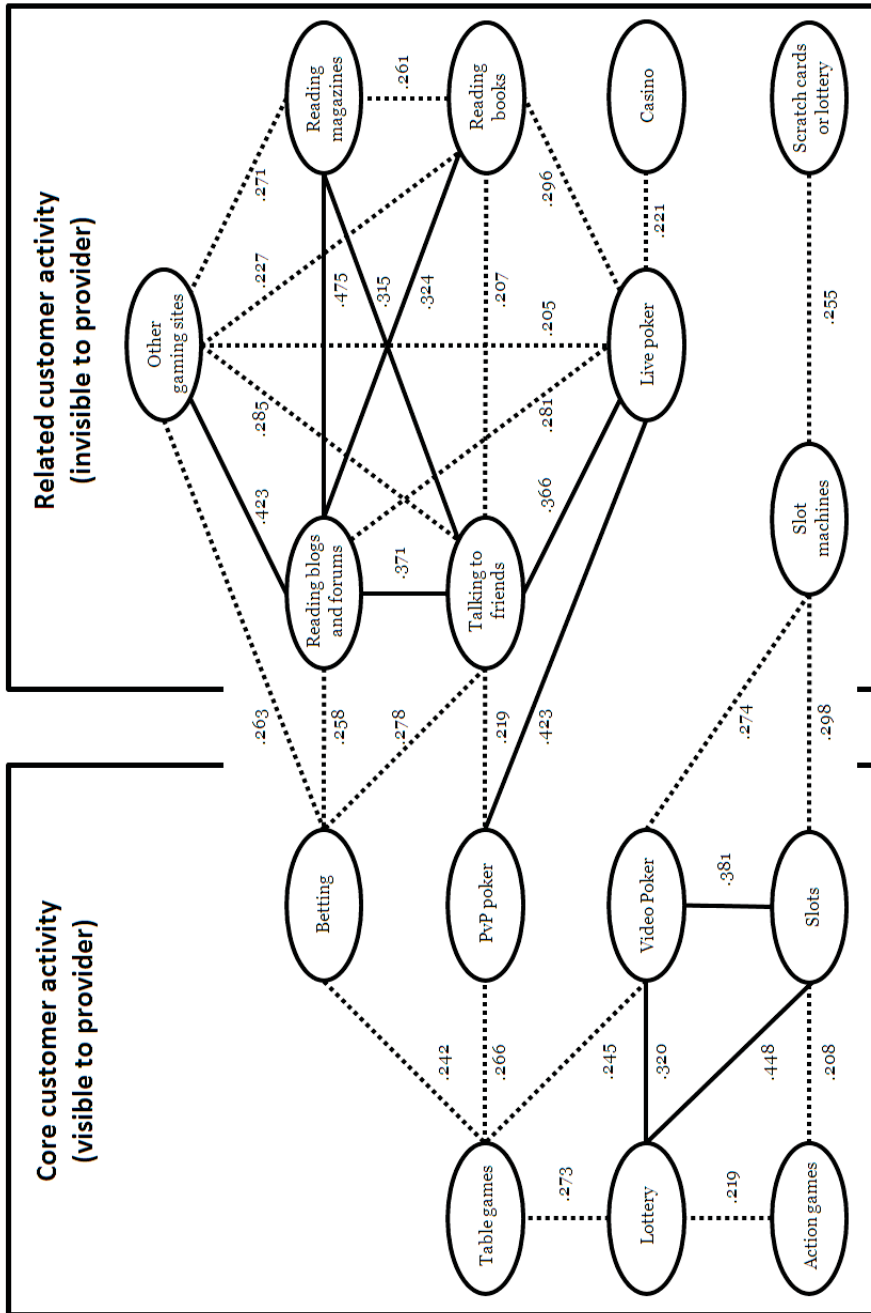 Core customer activity
(visible to provider)
Related customer activity
(invisible to provider)
Other
gaming sites
Betting
Reading blogs
and forums
Reading
magazines
Table games
PvP poker
Talking to
friends
Reading
books
Lottery
Video Poker
Live poker
Casino
Action games
Slots
Slot
machines
Scratch cards
or lottery
.263
.423
.271
.285
.227
.258
.475
.261
.242
.278
.371
.315
.324
.266
.219
.207
.296
.205
.281
.366
.423
.273
.245
.320
.221
.274
.381
.448
.219
.208
.298
.255